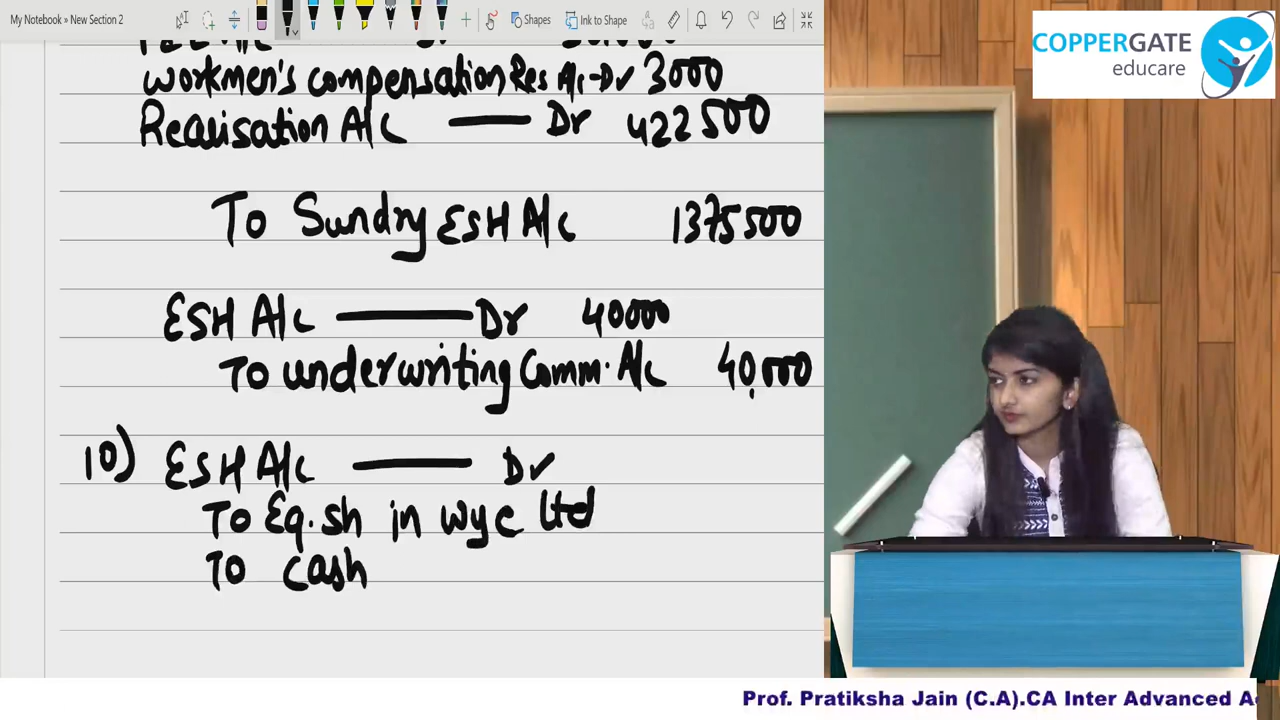 My Notebook » New Section 2
Shapes
Ink to Shape
COPPERGATE
educare
Workmen's compensation Res A/c - Dr 3000
Realisation A/c — Dr 422500
To Sundry ESH A/c 1375500
ESH A/c — Dr 40000
To underwriting Comm. A/c 40,000
10) ESH A/c — Dr
To Eq. sh in wyc Ltd
To cash
Prof. Pratiksha Jain (C.A).CA Inter Advanced A